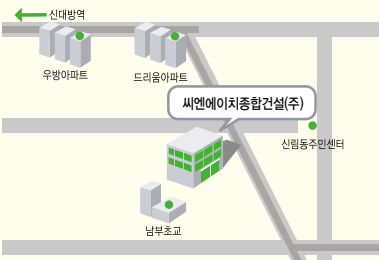 신대방역
우방아파트
드리움아파트
씨엔에이치종합건설(주)
신림동주민센터
남부초교